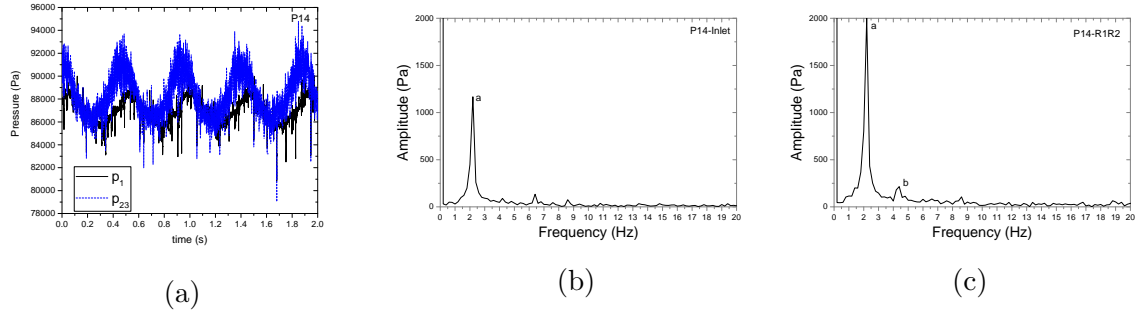 P14
96000
94000
92000
90000
88000
86000
84000
82000
80000
78000
Pressure (Pa)
p1
p23
0.0 0.2 0.4 0.6 0.8 1.0 1.2 1.4 1.6 1.8 2.0
time (s)
(a)
P14-Inlet
2000
1500
1000
500
0
Amplitude (Pa)
a
0 1 2 3 4 5 6 7 8 9 10 11 12 13 14 15 16 17 18 19 20
Frequency (Hz)
(b)
P14-R1R2
2000
1500
1000
500
0
Amplitude (Pa)
a
b
0 1 2 3 4 5 6 7 8 9 10 11 12 13 14 15 16 17 18 19 20
Frequency (Hz)
(c)